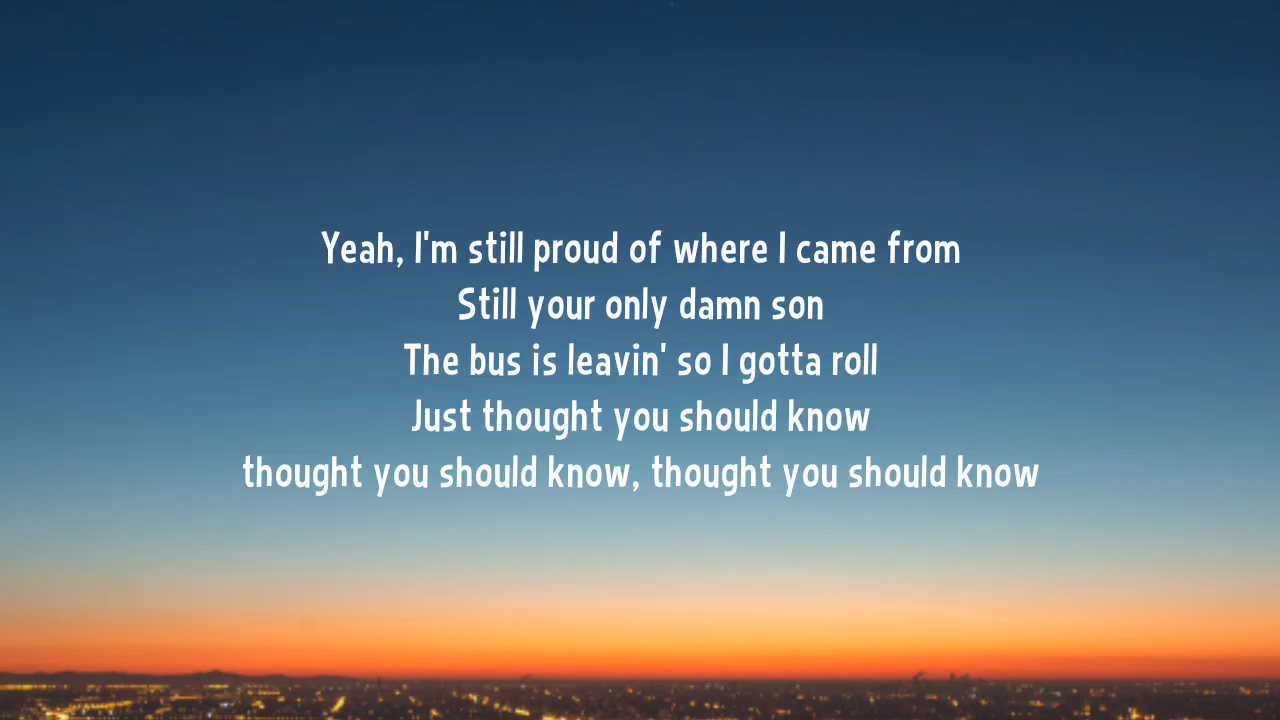 Yeah, I'm still proud of where I came from
Still your only damn son
The bus is leavin' so I gotta roll
Just thought you should know
thought you should know, thought you should know